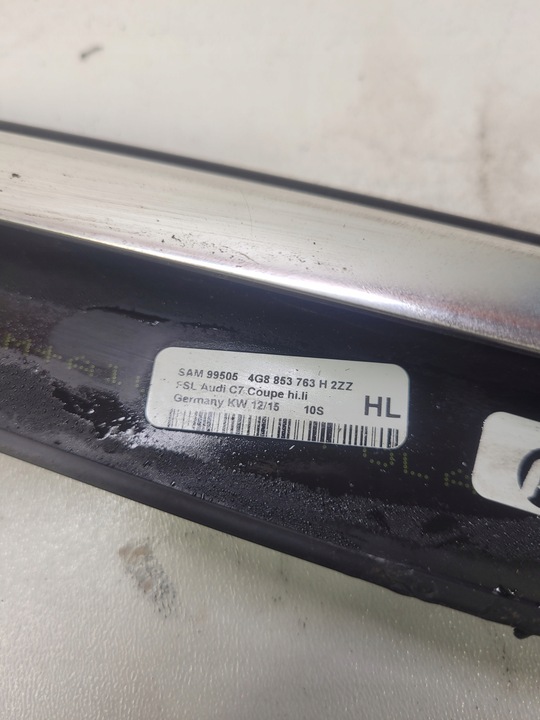 SAM 99505 4G8 853 763 H 2ZZ
FSL Audi C7 Coupe hi.li
Germany KW 12/15 10S HL